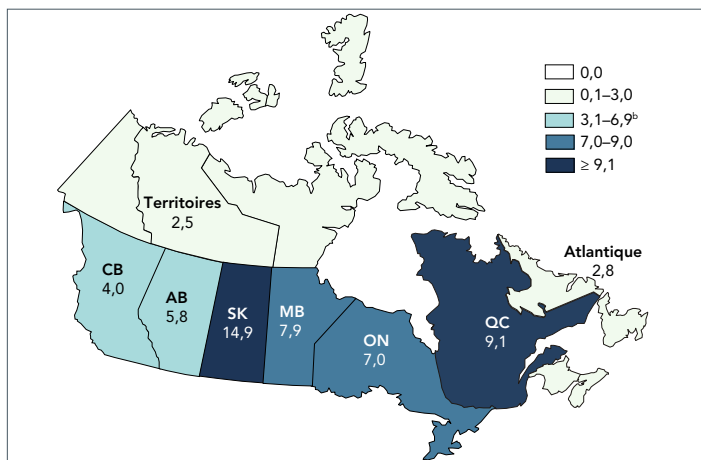 0,0
0,1–3,0
3,1–6,9ᵇ
7,0–9,0
≥ 9,1
Territoires
2,5
Atlantique
2,8
CB
4,0
AB
5,8
SK
14,9
MB
7,9
ON
7,0
QC
9,1